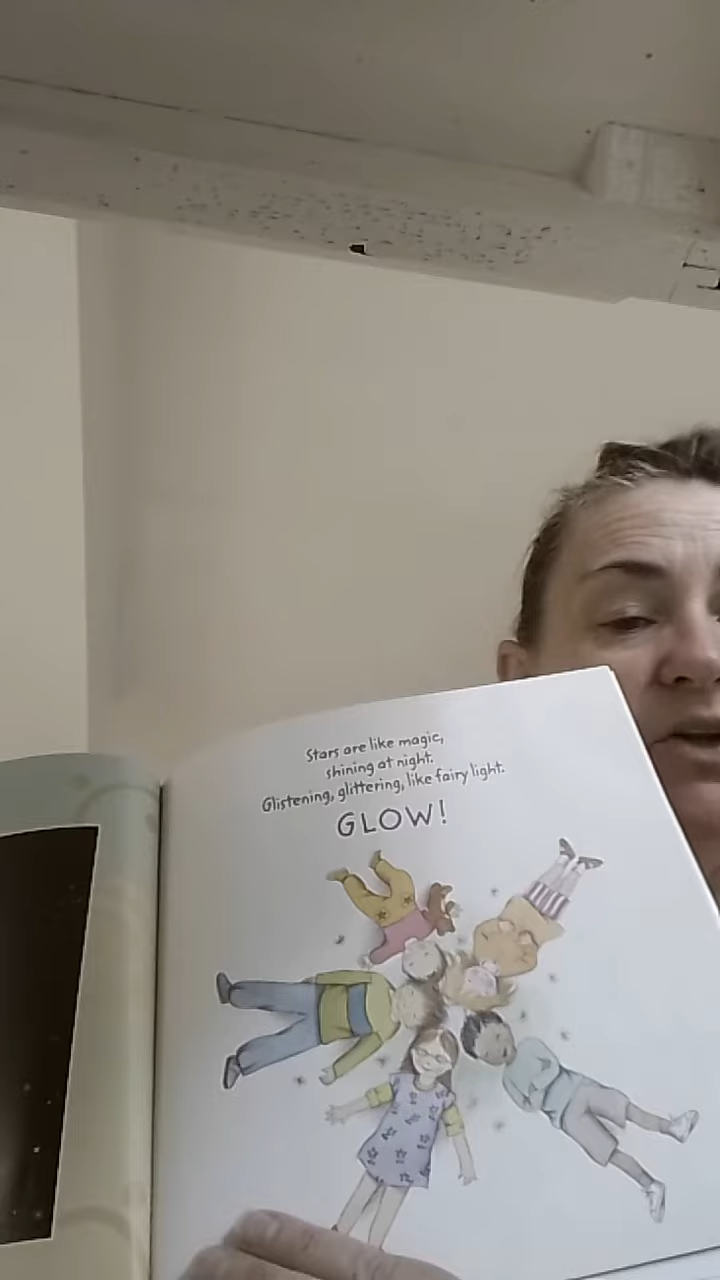 Stars are like magic,
shining at night.
Glistening, glittering, like fairy light.
GLOW!